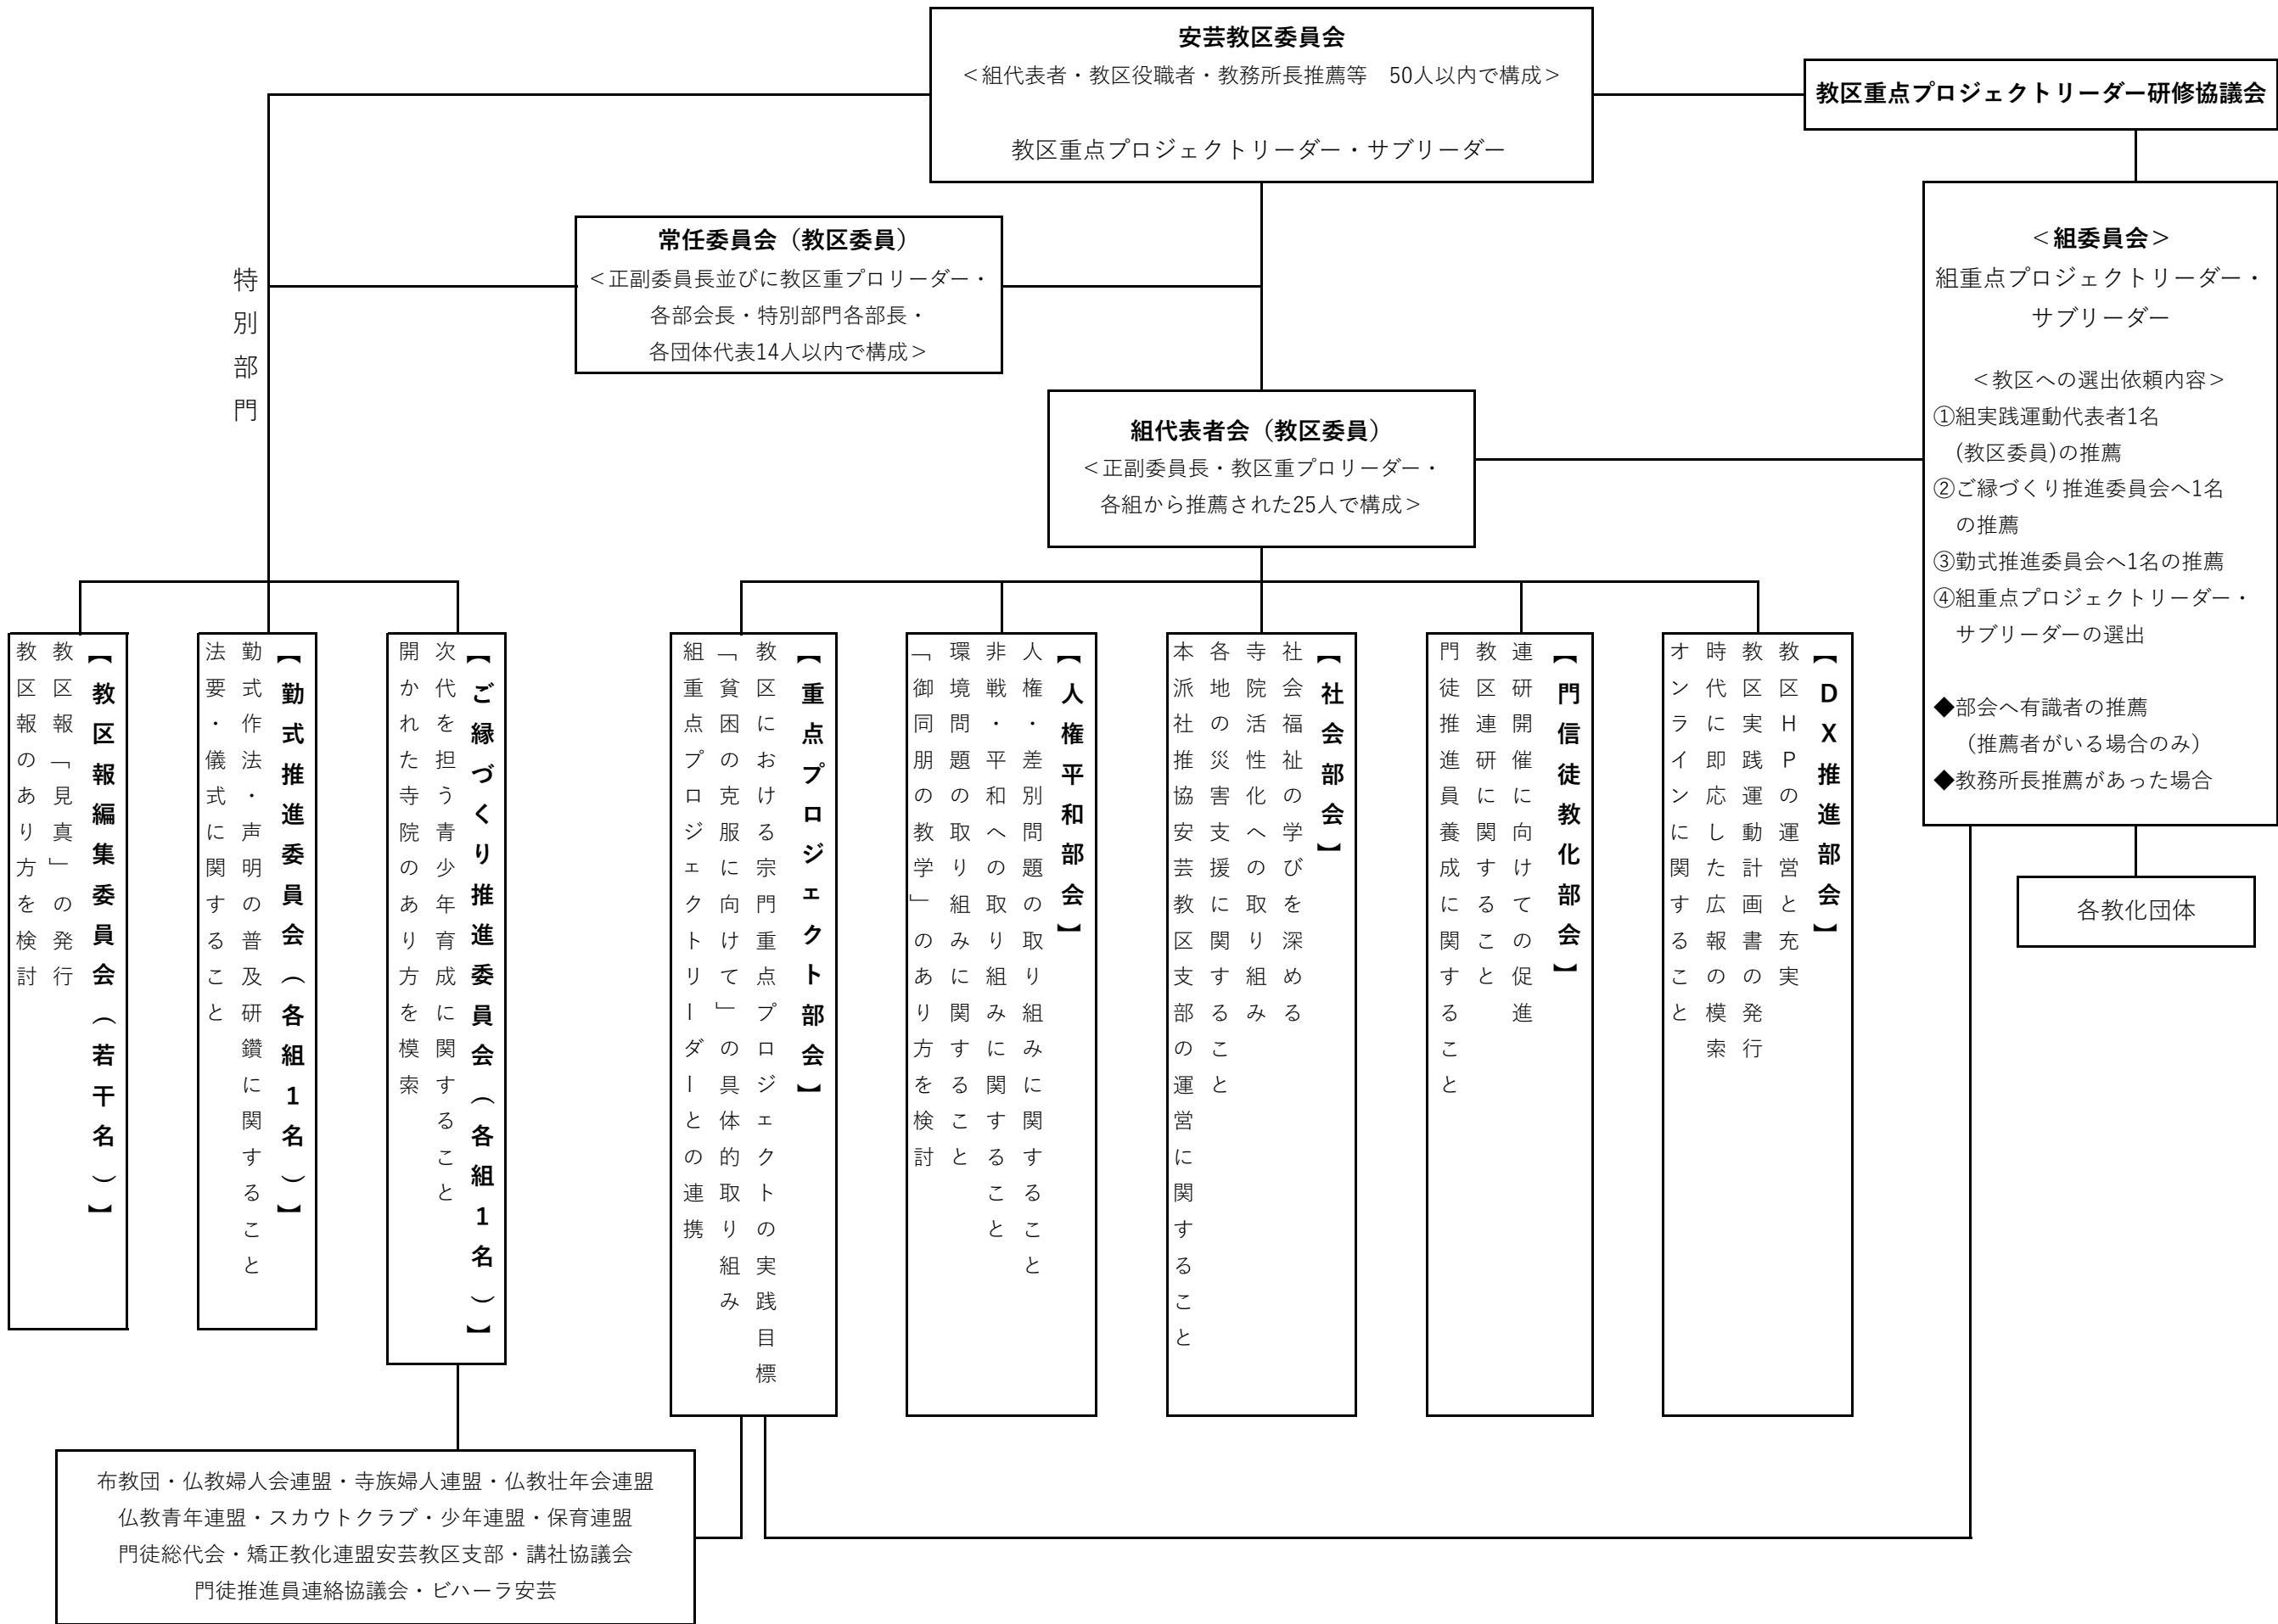 安芸教区委員会
＜組代表者・教区役職者・教務所長推薦等　50人以内で構成＞
教区重点プロジェクトリーダー・サブリーダー
教区重点プロジェクトリーダー研修協議会
常任委員会（教区委員）
＜正副委員長並びに教区重プロリーダー・
各部会長・特別部門各部長・
各団体代表14人以内で構成＞
特別部門
組代表者会（教区委員）
＜正副委員長・教区重プロリーダー・
各組から推薦された25人で構成＞
＜組委員会＞
組重点プロジェクトリーダー・
サブリーダー
＜教区への選出依頼内容＞
①組実践運動代表者1名
(教区委員)の推薦
②ご縁づくり推進委員会へ1名
の推薦
③勤式推進委員会へ1名の推薦
④組重点プロジェクトリーダー・
サブリーダーの選出
◆部会へ有識者の推薦
（推薦者がいる場合のみ）
◆教務所長推薦があった場合
各教化団体
【DX推進部会】
教区HPの運営と充実
教区実践運動計画書の発行
時代に即応した広報の模索
オンラインに関すること
【門信徒教化部会】
連研開催に向けての促進
教区連研に関すること
門徒推進員養成に関すること
【社会部会】
社会福祉の学びを深める
寺院活性化への取り組み
各地の災害支援に関すること
本派社推協安芸教区支部の運営に関すること
【人権平和部会】
人権・差別問題の取り組みに関すること
非戦・平和への取り組みに関すること
環境問題の取り組みに関すること
「御同朋の教学」のあり方を検討
【重点プロジェクト部会】
教区における宗門重点プロジェクトの実践目標
「貧困の克服に向けて」の具体的取り組み
組重点プロジェクトリーダーとの連携
【ご縁づくり推進委員会（各組1名）】
次代を担う青少年育成に関すること
開かれた寺院のあり方を模索
【勤式推進委員会（各組1名）】
勤式作法・声明の普及研鑽に関すること
法要・儀式に関すること
【教区報編集委員会（若干名）】
教区報「見真」の発行
教区報のあり方を検討
布教団・仏教婦人会連盟・寺族婦人連盟・仏教壮年会連盟
仏教青年連盟・スカウトクラブ・少年連盟・保育連盟
門徒総代会・矯正教化連盟安芸教区支部・講社協議会
門徒推進員連絡協議会・ビハーラ安芸